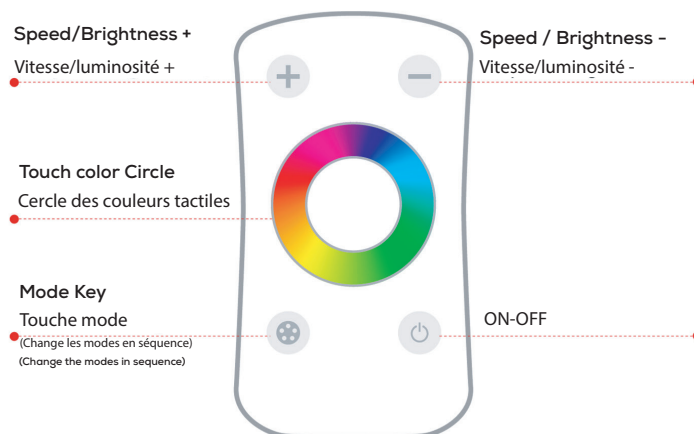 Speed/Brightness +
Vitesse/luminosité +
Speed / Brightness -
Vitesse/luminosité -
Touch color Circle
Cercle des couleurs tactiles
Mode Key
Touche mode
(Change les modes en séquence)
(Change the modes in sequence)
ON-OFF